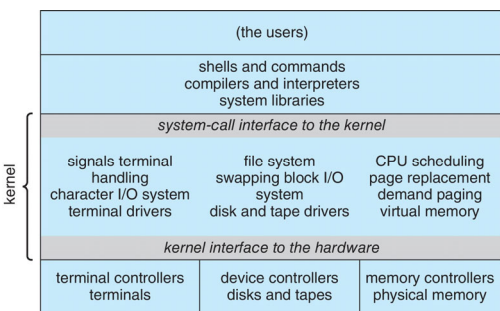 (the users)
shells and commands
compilers and interpreters
system libraries
system-call interface to the kernel
kernel
signals terminal
handling
character I/O system
terminal drivers
file system
swapping block I/O
system
disk and tape drivers
CPU scheduling
page replacement
demand paging
virtual memory
kernel interface to the hardware
terminal controllers
terminals
device controllers
disks and tapes
memory controllers
physical memory